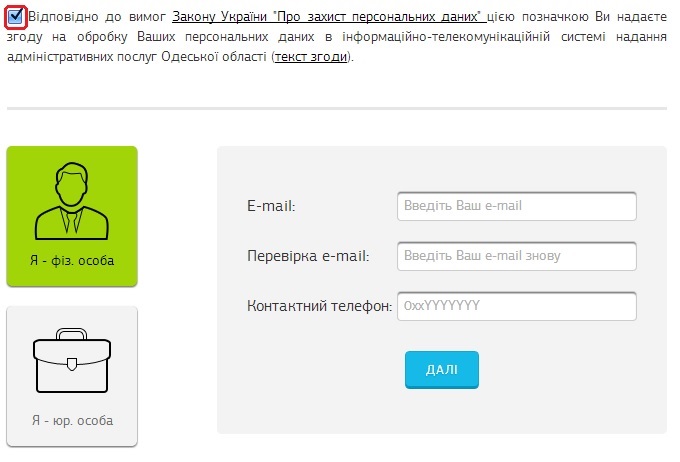 Відповідно до вимог Закону України "Про захист персональних даних" цією позначкою Ви надаєте
згоду на обробку Ваших персональних даних в інформаційно-телекомунікаційній системі надання
адміністративних послуг Одеської області (текст згоди).
Я - фіз. особа
Я - юр. особа
E-mail:
Введіть Ваш e-mail
Перевірка e-mail:
Введіть Ваш e-mail знову
Контактний телефон:
0xxYYYYYYY
ДАЛІ